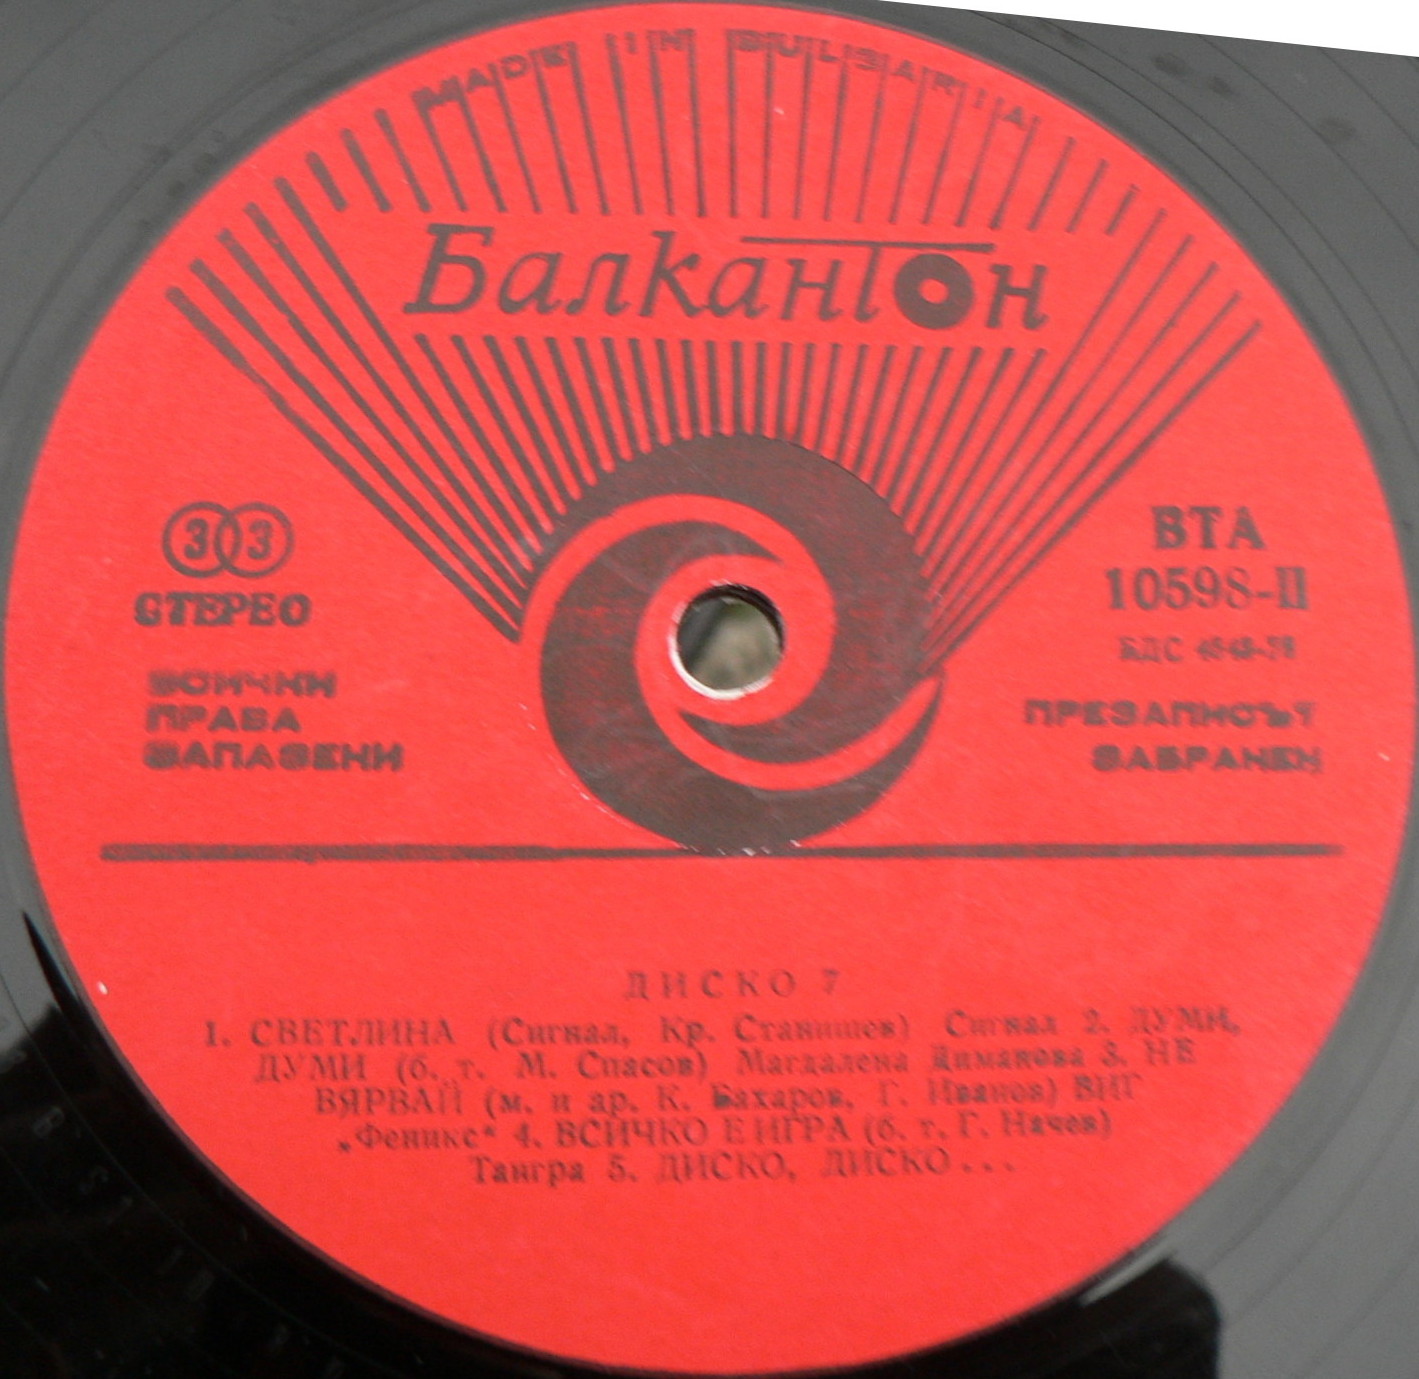 MADE IN BULGARIA
Балкантон
33
СТЕРЕО
ВСИЧКИ
ПРАВА
ЗАПАЗЕНИ
ВТА
10598-II
БДС
ПРЕЗАПИСЪТ
ЗАБРАНЕН
ДИСКО 7
1. СВЕТЛИНА (Сигнал, Кр. Станишев) Сигнал 2. ДУМИ,
ДУМИ (б. т. М. Спасов) Магдалена Диманова 3. НЕ
ВЯРВАЙ (м. и ар. К. Бахаров, Г. Иванов) ВИГ
„Феникс“ 4. ВСИЧКО Е ИГРА (б. т. Г. Начев)
Тангра 5. ДИСКО, ДИСКО...